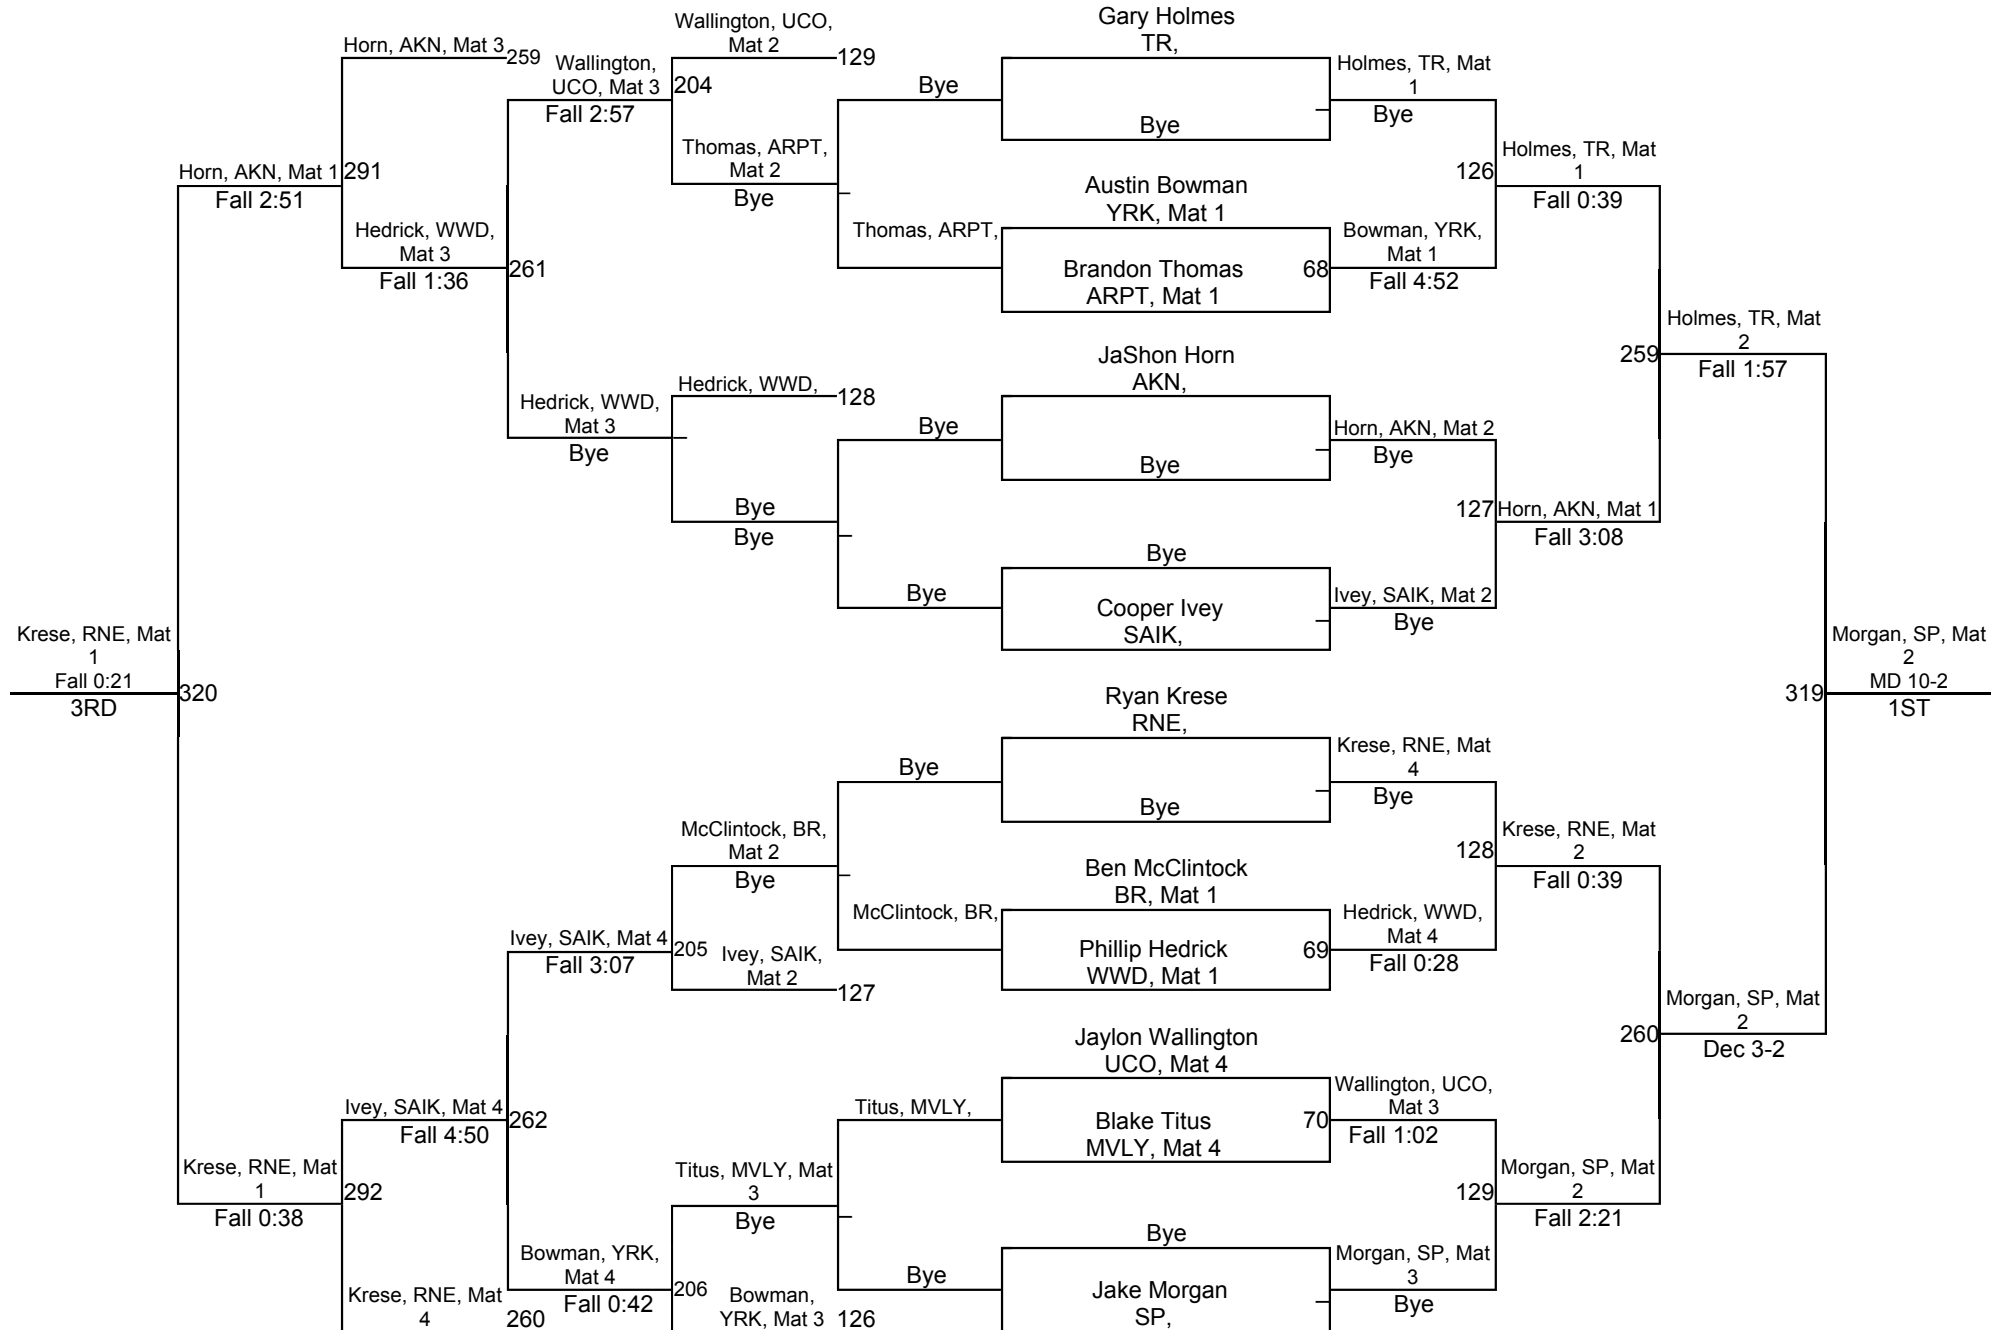 Gary Holmes
TR,
Wallington, UCO,
Mat 2
129
Horn, AKN, Mat 3
259
Wallington,
UCO, Mat 3
Fall 2:57
204
Bye
Bye
Holmes, TR, Mat
1
Bye
Thomas, ARPT,
Mat 2
Bye
Holmes, TR, Mat
1
Fall 0:39
126
Horn, AKN, Mat 1
Fall 2:51
291
Austin Bowman
YRK, Mat 1
Hedrick, WWD,
Mat 3
Fall 1:36
261
Thomas, ARPT,
Brandon Thomas
ARPT, Mat 1
68
Bowman, YRK,
Mat 1
Fall 4:52
Holmes, TR, Mat
2
Fall 1:57
259
JaShon Horn
AKN,
Hedrick, WWD,
128
Hedrick, WWD,
Mat 3
Bye
Bye
Bye
Horn, AKN, Mat 2
Bye
Bye
Bye
127
Horn, AKN, Mat 1
Fall 3:08
Bye
Bye
Cooper Ivey
SAIK,
Ivey, SAIK, Mat 2
Bye
Krese, RNE, Mat
1
Fall 0:21
3RD
320
Morgan, SP, Mat
2
MD 10-2
1ST
319
Ryan Krese
RNE,
Bye
Bye
Krese, RNE, Mat
4
Bye
McClintock, BR,
Mat 2
Bye
128
Krese, RNE, Mat
2
Fall 0:39
Ben McClintock
BR, Mat 1
McClintock, BR,
Phillip Hedrick
WWD, Mat 1
69
Hedrick, WWD,
Mat 4
Fall 0:28
Ivey, SAIK, Mat 4
Fall 3:07
205
Ivey, SAIK,
Mat 2
127
Morgan, SP, Mat
2
Dec 3-2
260
Jaylon Wallington
UCO, Mat 4
Ivey, SAIK, Mat 4
Fall 4:50
262
Titus, MVLY,
Blake Titus
MVLY, Mat 4
70
Wallington, UCO,
Mat 3
Fall 1:02
Krese, RNE, Mat
1
Fall 0:38
292
Titus, MVLY, Mat
3
Bye
129
Morgan, SP, Mat
2
Fall 2:21
Bye
Bowman, YRK,
Mat 4
Fall 0:42
206
Bye
Jake Morgan
SP,
Morgan, SP, Mat
3
Bye
Krese, RNE, Mat
4
260
Bowman,
YRK, Mat 3
126